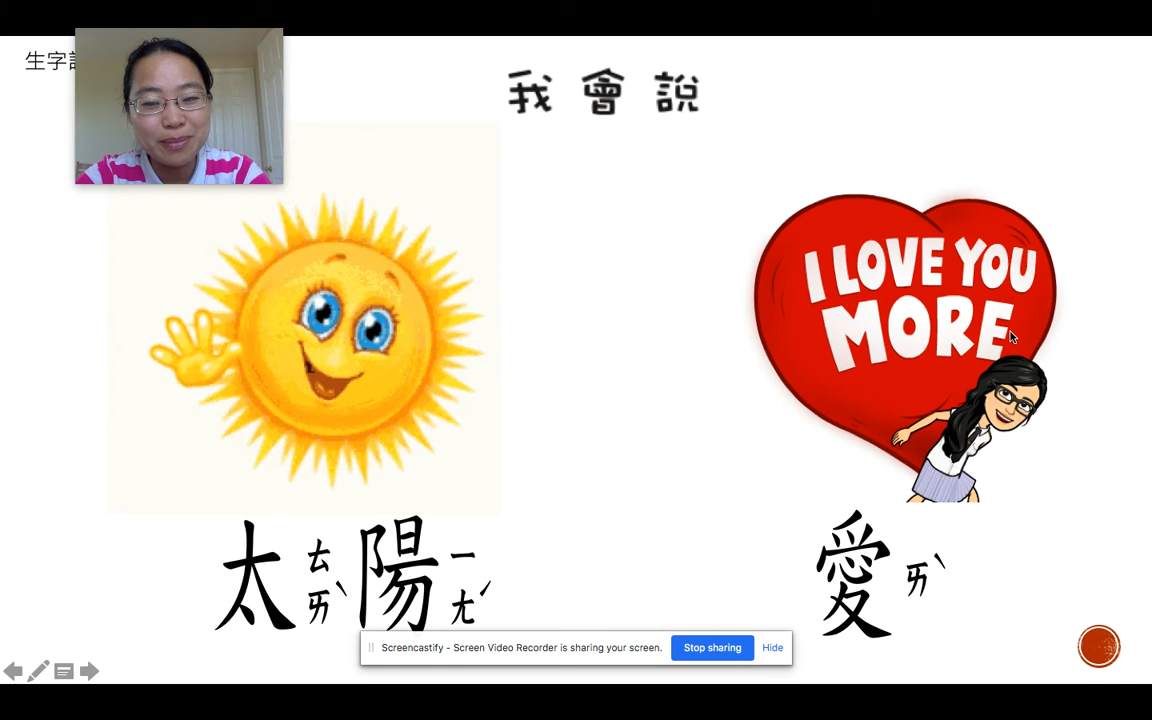 生字
我會說
I LOVE YOU
MORE
太ㄊㄞˋ陽ㄧㄤˊ
愛ㄞˋ
Screencastify - Screen Video Recorder is sharing your screen.
Stop sharing
Hide